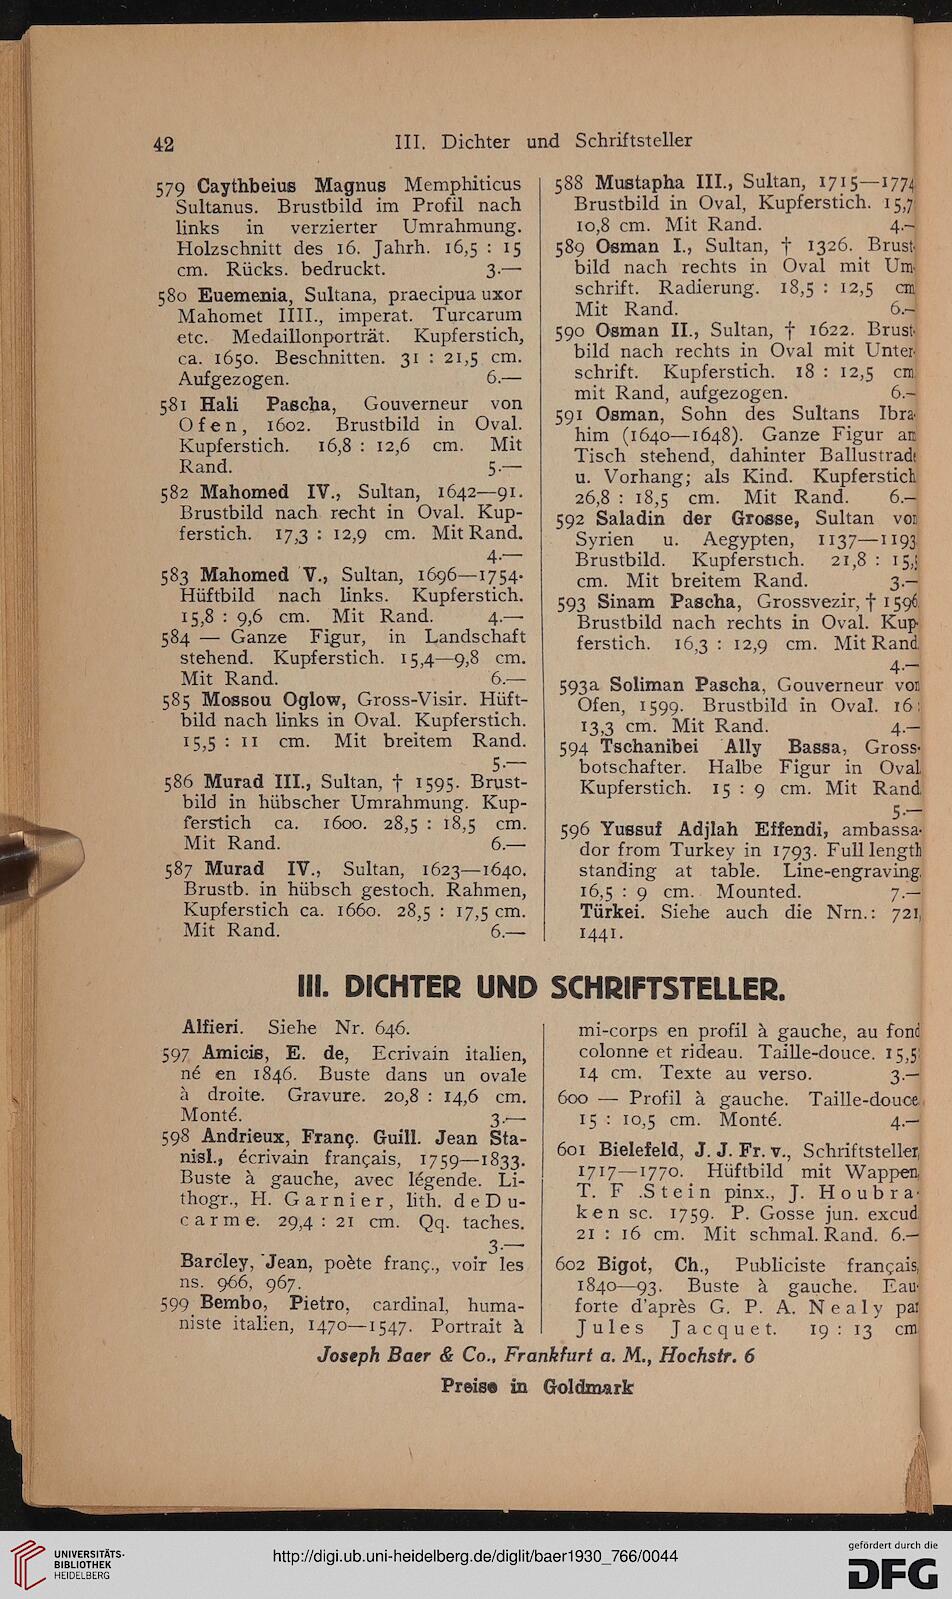 42
III. Dichter und Schriftsteller
579 Caythbeius Magnus Memphiticus
Sultanus. Brustbild im Profil nach
links in verzierter Umrahmung.
Holzschnitt des 16. Jahrh. 16,5 : 15
cm. Rücks. bedruckt. 3.—
580 Euemenia, Sultana, praecipua uxor
Mahomet IIII., imperat. Turcarum
etc. Medaillonporträt. Kupferstich,
ca. 1650. Beschnitten. 31 : 21,5 cm.
Aufgezogen. 6.—
581 Hali Pascha, Gouverneur von
Ofen, 1602. Brustbild in Oval.
Kupferstich. 16,8 : 12,6 cm. Mit
Rand. 5.—
582 Mahomed IV., Sultan, 1642—91.
Brustbild nach recht in Oval. Kup-
ferstich. 17,3 : 12,9 cm. Mit Rand.
4.—
583 Mahomed V., Sultan, 1696—1754.
Hüftbild nach links. Kupferstich.
15,8 : 9,6 cm. Mit Rand. 4.—
584 — Ganze Figur, in Landschaft
stehend. Kupferstich. 15,4—9,8 cm.
Mit Rand. 6.—
585 Mossou Oglow, Gross-Visir. Hüft-
bild nach links in Oval. Kupferstich.
15,5 : 11 cm. Mit breitem Rand.
5.—
586 Murad III., Sultan, † 1595. Brust-
bild in hübscher Umrahmung. Kup-
ferstich ca. 1600. 28,5 : 18,5 cm.
Mit Rand. 6.—
587 Murad IV., Sultan, 1623—1640.
Brustb. in hübsch gestoch. Rahmen,
Kupferstich ca. 1660. 28,5 : 17,5 cm.
Mit Rand. 6.—
588 Mustapha III., Sultan, 1715—1774
Brustbild in Oval, Kupferstich. 15,7
10,8 cm. Mit Rand. 4.—
589 Osman I., Sultan, † 1326. Brust-
bild nach rechts in Oval mit Um-
schrift. Radierung. 18,5 : 12,5 cm
Mit Rand. 6.—
590 Osman II., Sultan, † 1622. Brust-
bild nach rechts in Oval mit Unter-
schrift. Kupferstich. 18 : 12,5 cm
mit Rand, aufgezogen. 6.—
591 Osman, Sohn des Sultans Ibra-
him (1640—1648). Ganze Figur an
Tisch stehend, dahinter Ballustrade
u. Vorhang; als Kind. Kupferstich
26,8 : 18,5 cm. Mit Rand. 6.—
592 Saladin der Grosse, Sultan von
Syrien u. Aegypten, 1137—1193
Brustbild. Kupferstich. 21,8 : 15,5
cm. Mit breitem Rand. 3.—
593 Sinam Pascha, Grossvezir, † 1596
Brustbild nach rechts in Oval. Kup-
ferstich. 16,3 : 12,9 cm. Mit Rand
4.—
593a Soliman Pascha, Gouverneur von
Ofen, 1599. Brustbild in Oval. 16 :
13,3 cm. Mit Rand. 4.—
594 Tschanibei Ally Bassa, Gross-
botschafter. Halbe Figur in Oval
Kupferstich. 15 : 9 cm. Mit Rand
5.—
596 Yussuf Adjlah Effendi, ambassa-
dor from Turkey in 1793. Full length
standing at table. Line-engraving.
16,5 : 9 cm. Mounted. 7.—
Türkei. Siehe auch die Nrn.: 721,
1441.
III. DICHTER UND SCHRIFTSTELLER.
Alfieri. Siehe Nr. 646.
597 Amicis, E. de, Ecrivain italien,
né en 1846. Buste dans un ovale
à droite. Gravure. 20,8 : 14,6 cm.
Monté. 3.—
598 Andrieux, Franç. Guill. Jean Sta-
nisl., écrivain français, 1759—1833.
Buste à gauche, avec légende. Li-
thogr., H. Garnier, lith. de Du-
carme. 29,4 : 21 cm. Qq. taches.
3.—
Barcley, Jean, poète franç., voir les
ns. 966, 967.
599 Bembo, Pietro, cardinal, huma-
niste italien, 1470—1547. Portrait à
mi-corps en profil à gauche, au fond
colonne et rideau. Taille-douce. 15,5
14 cm. Texte au verso. 3.—
600 — Profil à gauche. Taille-douce.
15 : 10,5 cm. Monté. 4.—
601 Bielefeld, J. J. Fr. v., Schriftsteller,
1717—1770. Hüftbild mit Wappen.
T. F .Stein pinx., J. Houbra-
ken sc. 1759. P. Gosse jun. excud
21 : 16 cm. Mit schmal. Rand. 6.—
602 Bigot, Ch., Publiciste français,
1840—93. Buste à gauche. Eau-
forte d'après G. P. A. Nealy par
Jules Jacquet. 19 : 13 cm
Joseph Baer & Co., Frankfurt a. M., Hochstr. 6
Preise in Goldmark
UNIVERSITÄTS-
BIBLIOTHEK
HEIDELBERG
http://digi.ub.uni-heidelberg.de/diglit/baer1930_766/0044
gefördert durch die
DFG